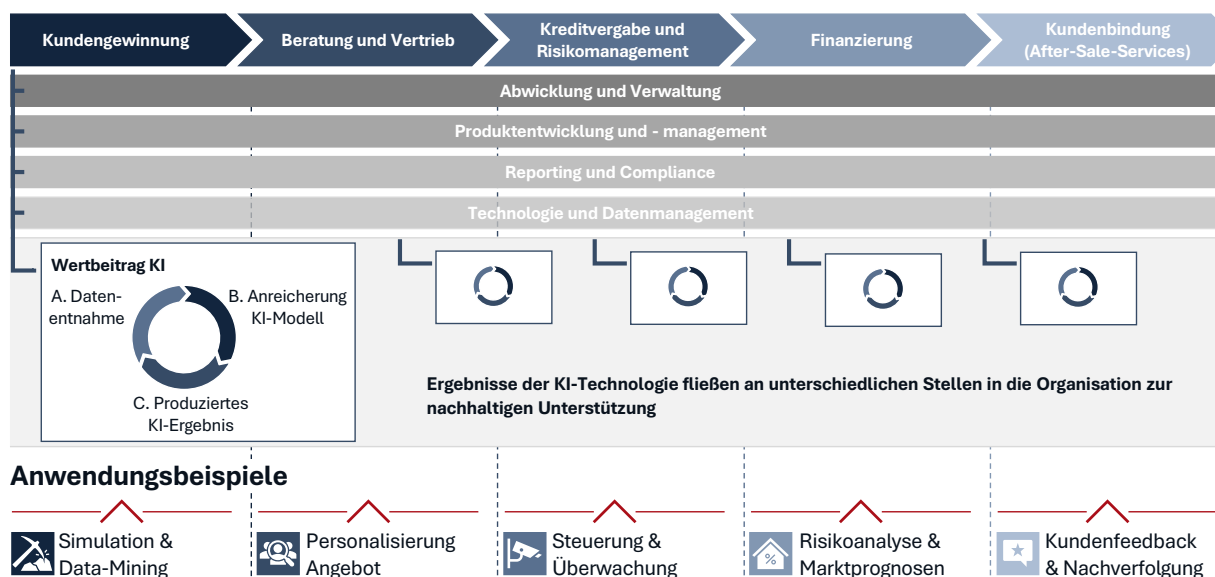 Kundengewinnung
Beratung und Vertrieb
Kreditvergabe und
Risikomanagement
Finanzierung
Kundenbindung
(After-Sale-Services)
Abwicklung und Verwaltung
Produktentwicklung und - management
Reporting und Compliance
Technologie und Datenmanagement
Wertbeitrag KI
A. Daten-
entnahme
B. Anreicherung
KI-Modell
C. Produziertes
KI-Ergebnis
Ergebnisse der KI-Technologie fließen an unterschiedlichen Stellen in die Organisation zur
nachhaltigen Unterstützung
Anwendungsbeispiele
Simulation &
Data-Mining
Personalisierung
Angebot
Steuerung &
Überwachung
%
Risikoanalyse &
Marktprognosen
Kundenfeedback
& Nachverfolgung